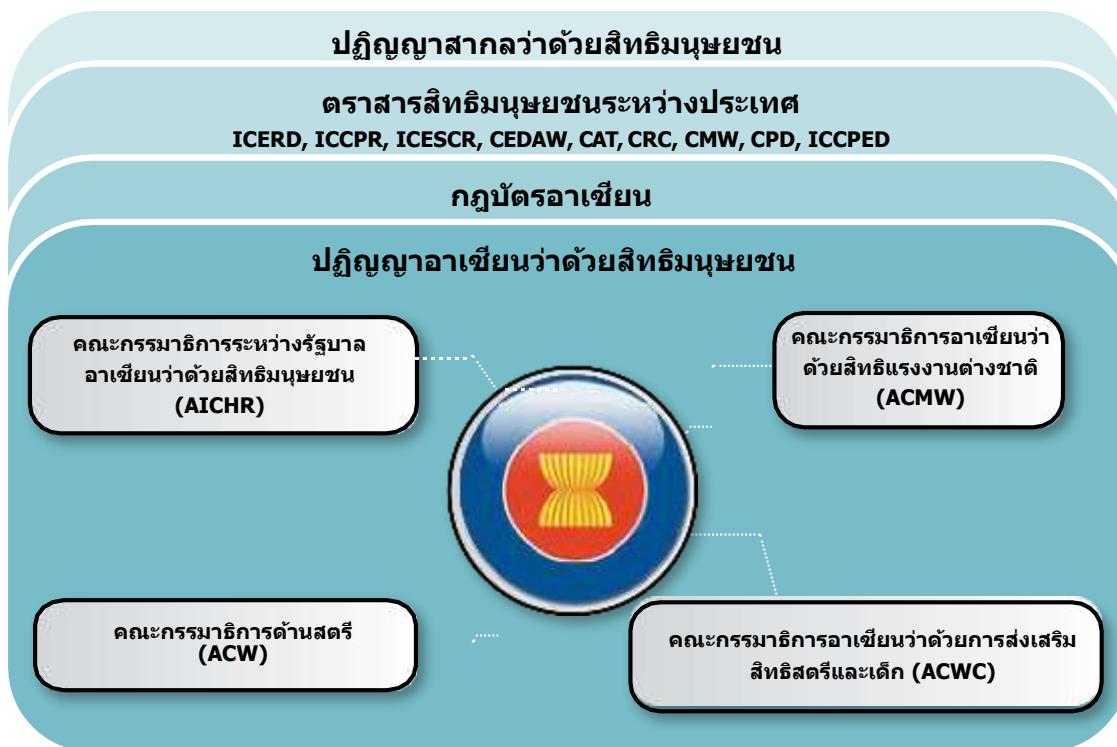 ปฏิญญาสากลว่าด้วยสิทธิมนุษยชน
ตราสารสิทธิมนุษยชนระหว่างประเทศ
ICERD, ICCPR, ICESCR, CEDAW, CAT, CRC, CMW, CPD, ICCPED
กฎบัตรอาเซียน
ปฏิญญาอาเซียนว่าด้วยสิทธิมนุษยชน
คณะกรรมาธิการระหว่างรัฐบาล
อาเซียนว่าด้วยสิทธิมนุษยชน
(AICHR)
คณะกรรมาธิการอาเซียนว่า
ด้วยสิทธิแรงงานต่างชาติ
(ACMW)
คณะกรรมาธิการด้านสตรี
(ACW)
คณะกรรมาธิการอาเซียนว่าด้วยการส่งเสริม
สิทธิสตรีและเด็ก (ACWC)